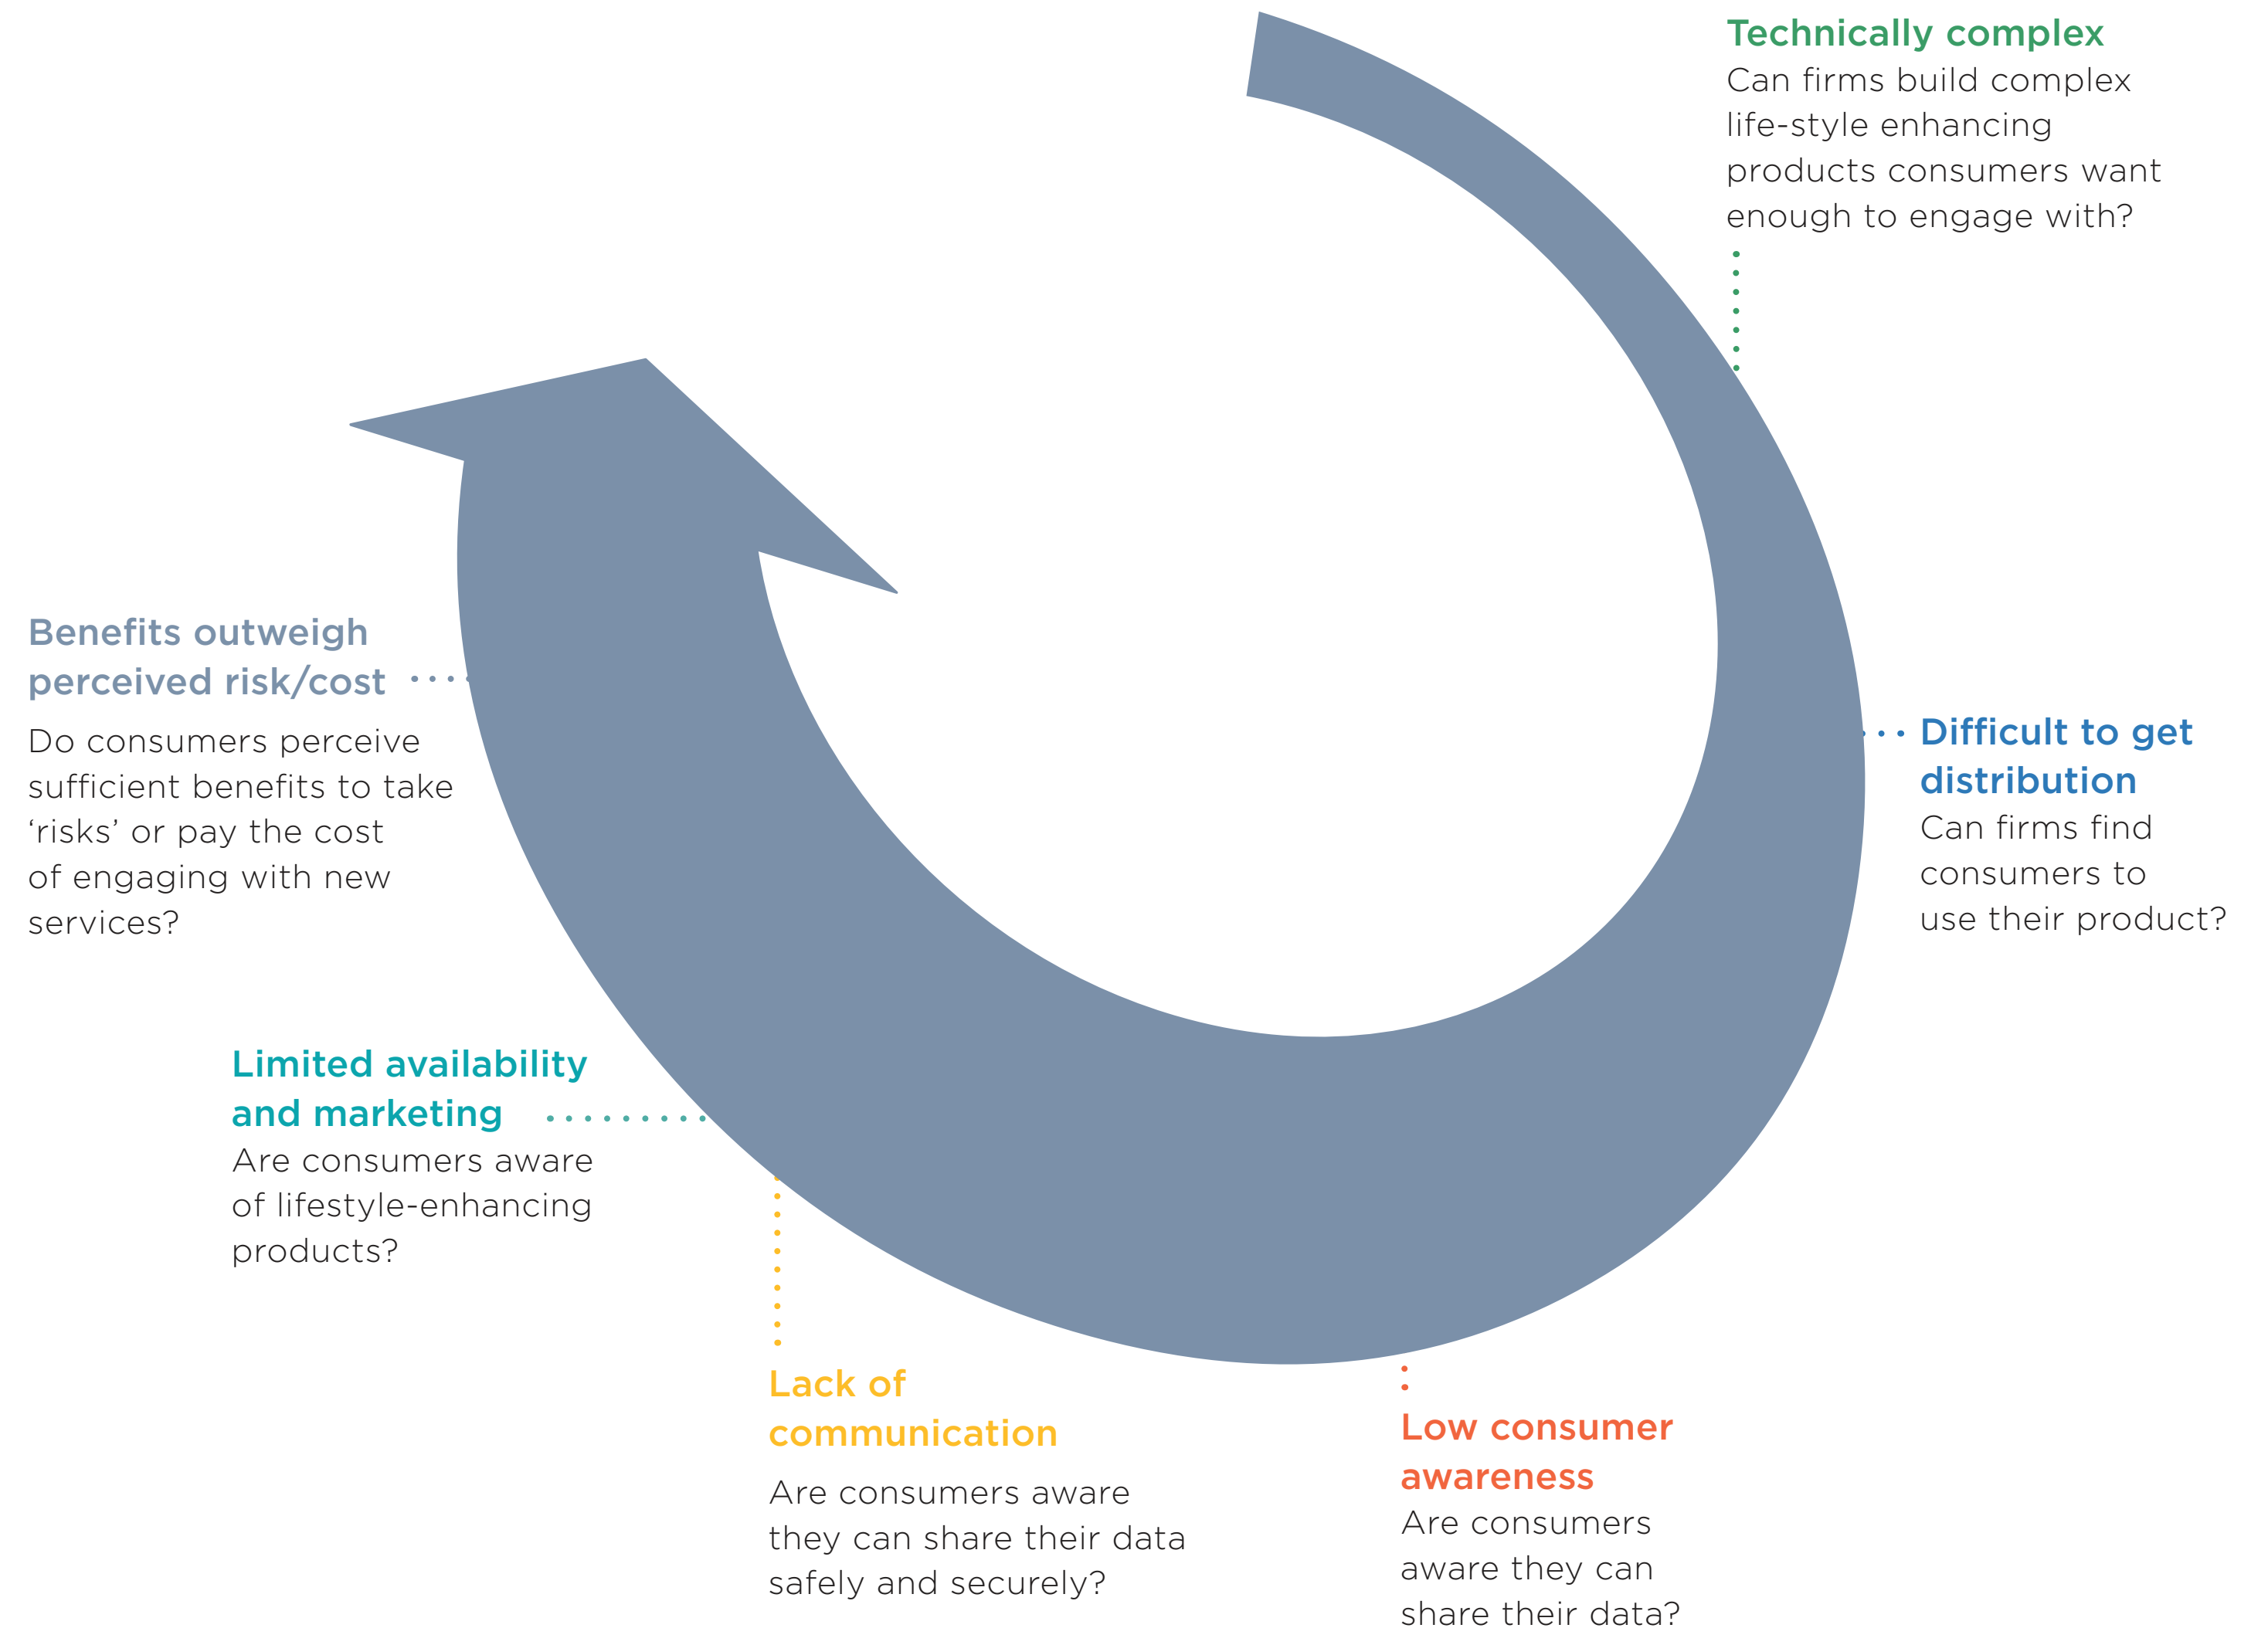 Technically complex
Can firms build complex
life-style enhancing
products consumers want
enough to engage with?
Difficult to get
distribution
Can firms find
consumers to
use their product?
Low consumer
awareness
Are consumers
aware they can
share their data?
Lack of
communication
Are consumers aware
they can share their data
safely and securely?
Limited availability
and marketing
Are consumers aware
of lifestyle-enhancing
products?
Benefits outweigh
perceived risk/cost
Do consumers perceive
sufficient benefits to take
‘risks’ or pay the cost
of engaging with new
services?